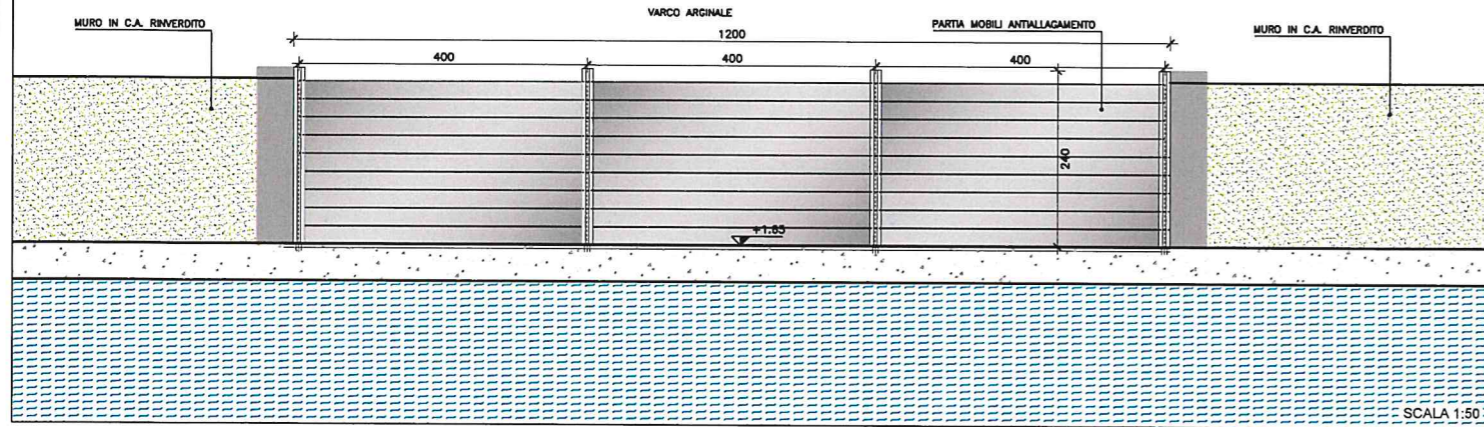 VARCO ARGINALE
MURO IN C.A. RINVERDITO
PARTIA MOBILI ANTIALLAGAMENTO
MURO IN C.A. RINVERDITO
1200
400
400
400
240
+1.65
SCALA 1:50